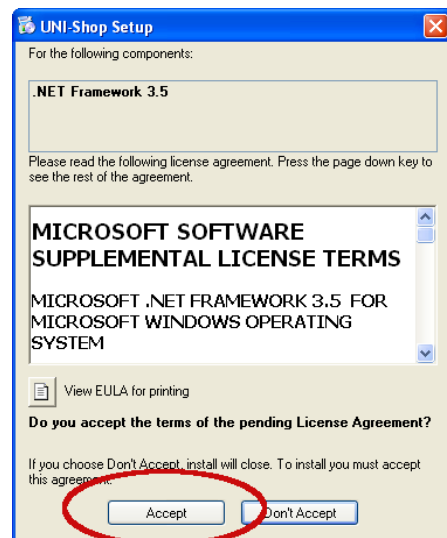 UNI-Shop Setup
For the following components:
.NET Framework 3.5
Please read the following license agreement. Press the page down key to
see the rest of the agreement.
MICROSOFT SOFTWARE
SUPPLEMENTAL LICENSE TERMS
MICROSOFT .NET FRAMEWORK 3.5 FOR
MICROSOFT WINDOWS OPERATING
SYSTEM
View EULA for printing
Do you accept the terms of the pending License Agreement?
If you choose Don't Accept, install will close. To install you must accept
this agreement.
Accept
Don't Accept